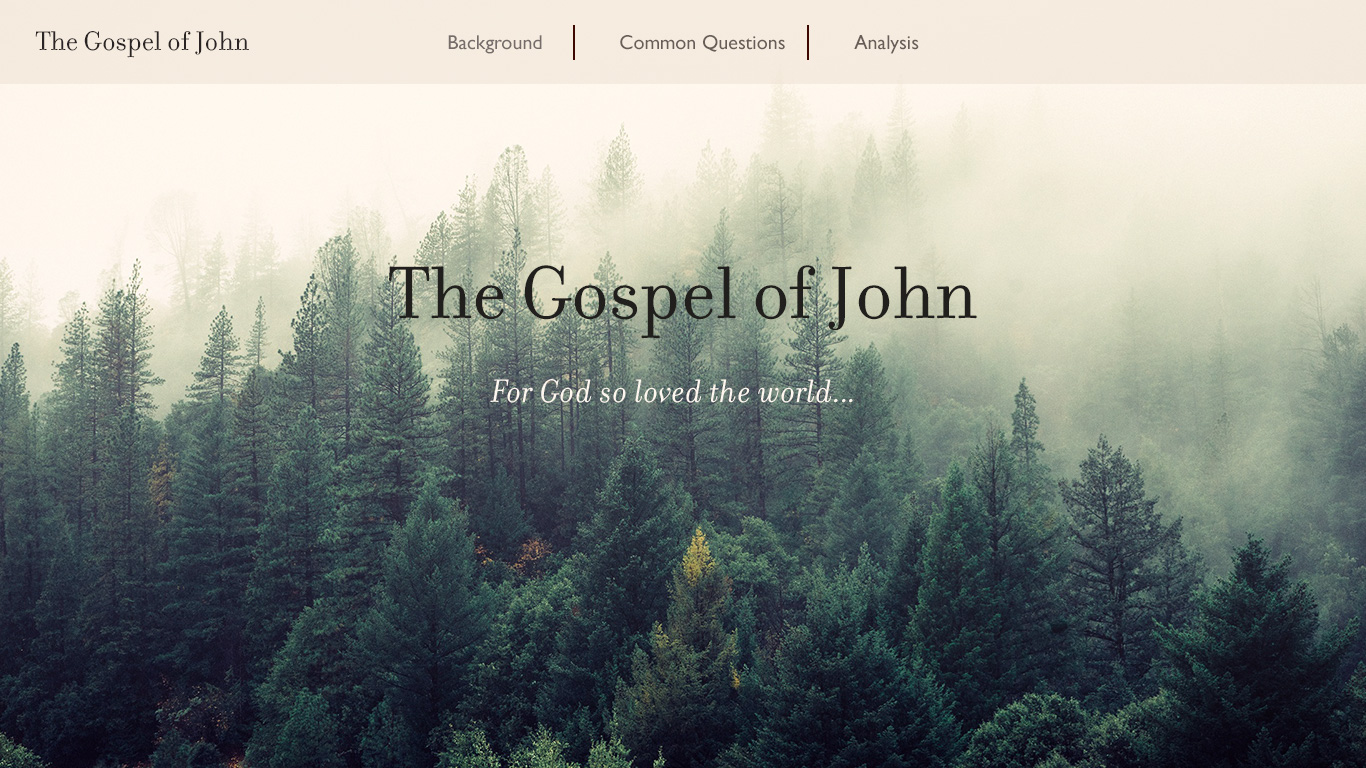 The Gospel of John
Background
Common Questions
Analysis
The Gospel of John
For God so loved the world...